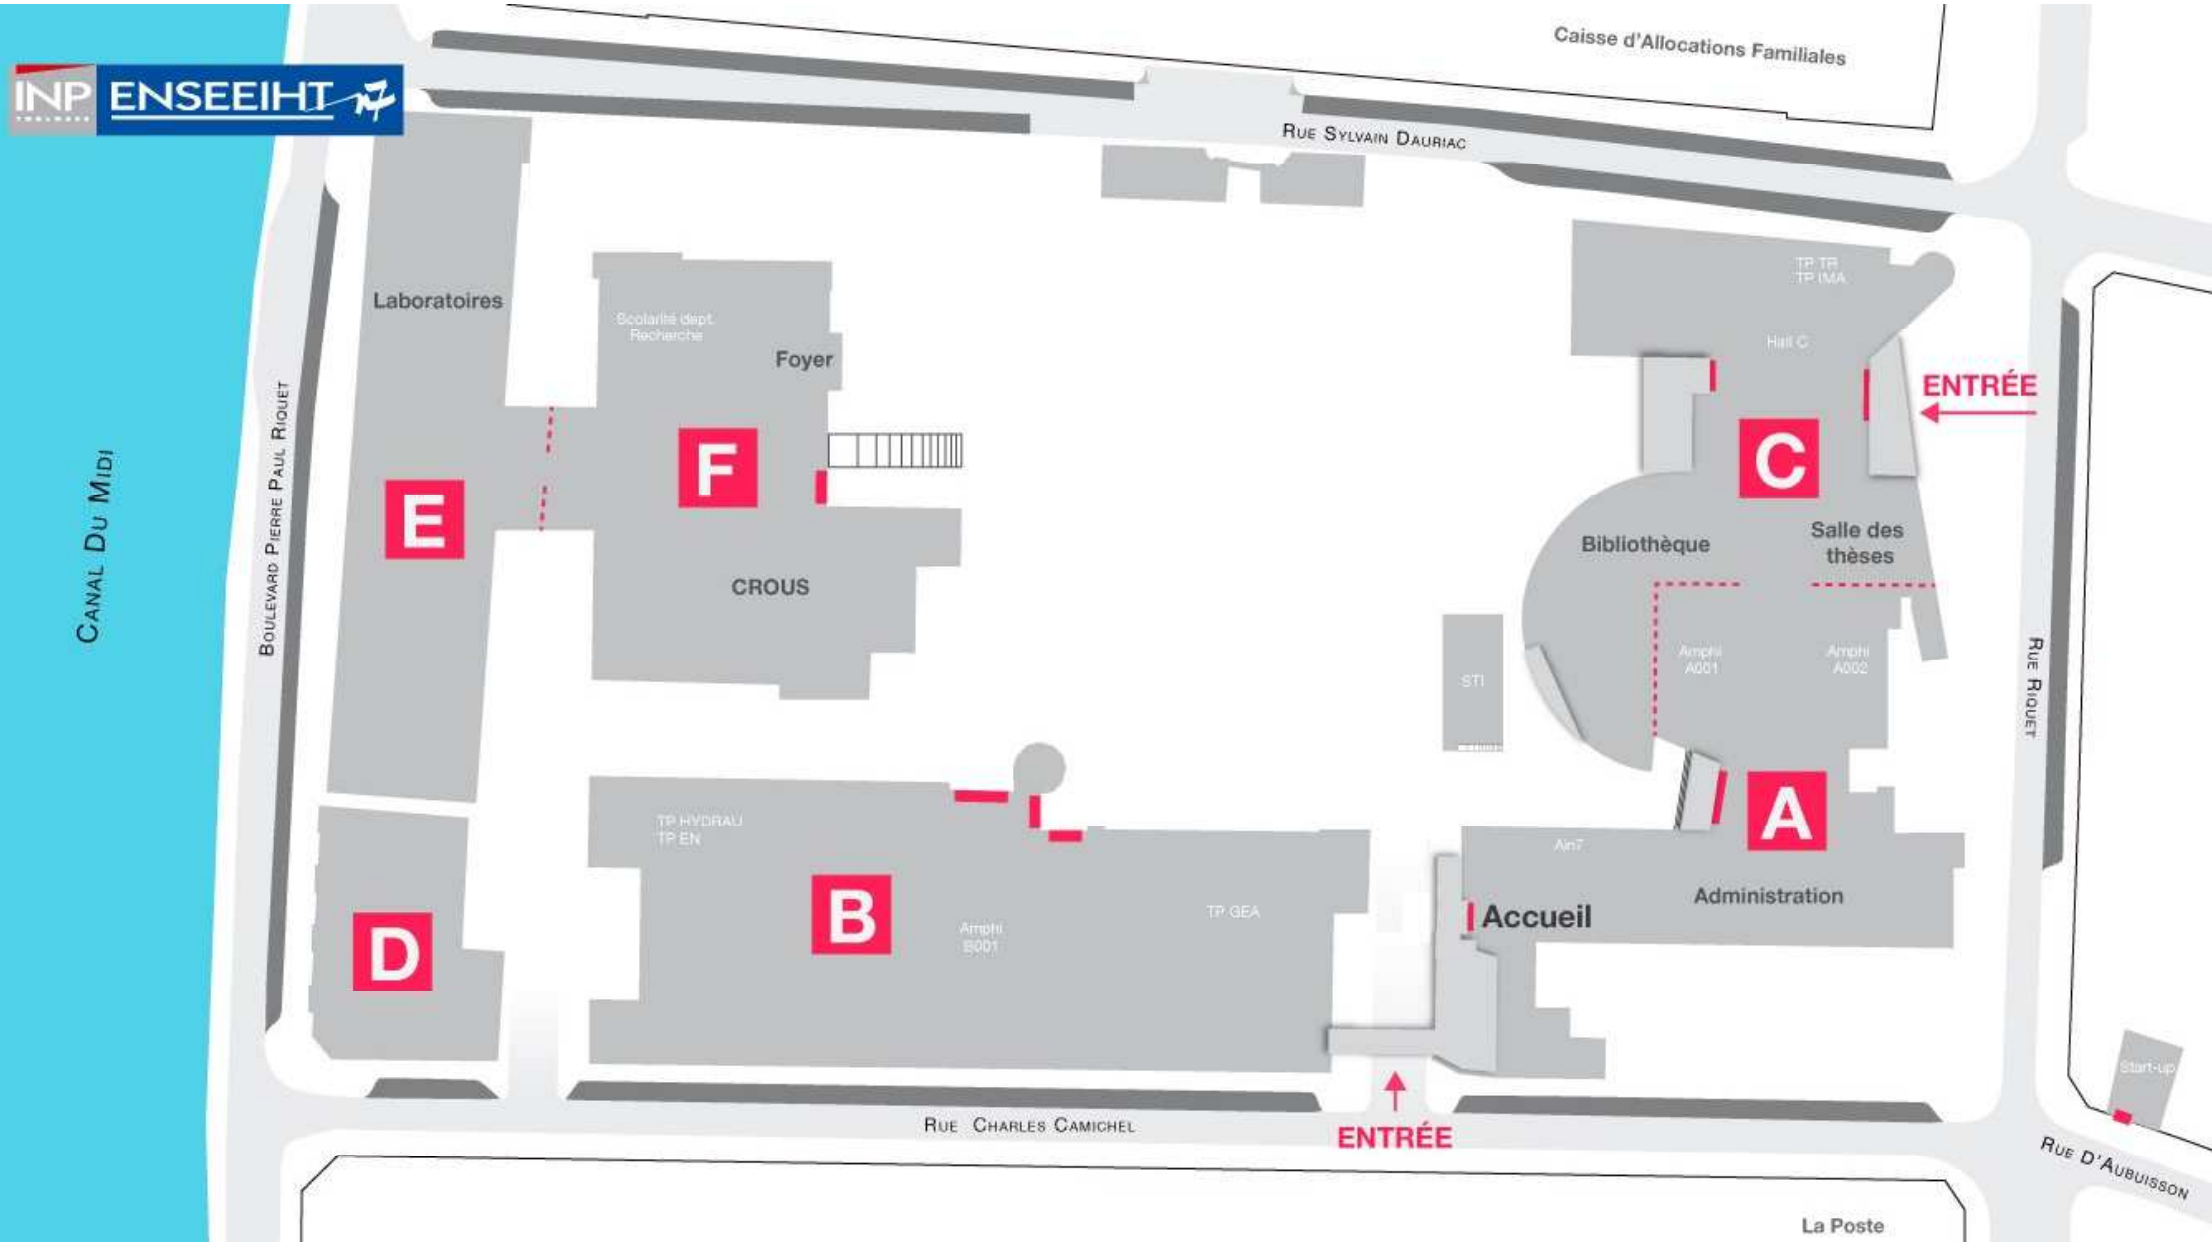 Caisse d'Allocations Familiales
INP ENSEEIHT n7
TOULOUSE
RUE SYLVAIN DAURIAC
TP TR
TP IMA
Laboratoires
Scolarité dept.
Recherche
Foyer
Hall C
ENTRÉE
BOULEVARD PIERRE PAUL RIQUET
CANAL DU MIDI
F
C
E
Bibliothèque
Salle des
thèses
CROUS
Amphi
A001
Amphi
A002
STI
RUE RIQUET
TP HYDRAU
TP EN
A
Ain7
B
Administration
TP GEA
Accueil
Amphi
B001
D
Start-up
RUE CHARLES CAMICHEL
ENTRÉE
RUE D'AUBUISSON
La Poste